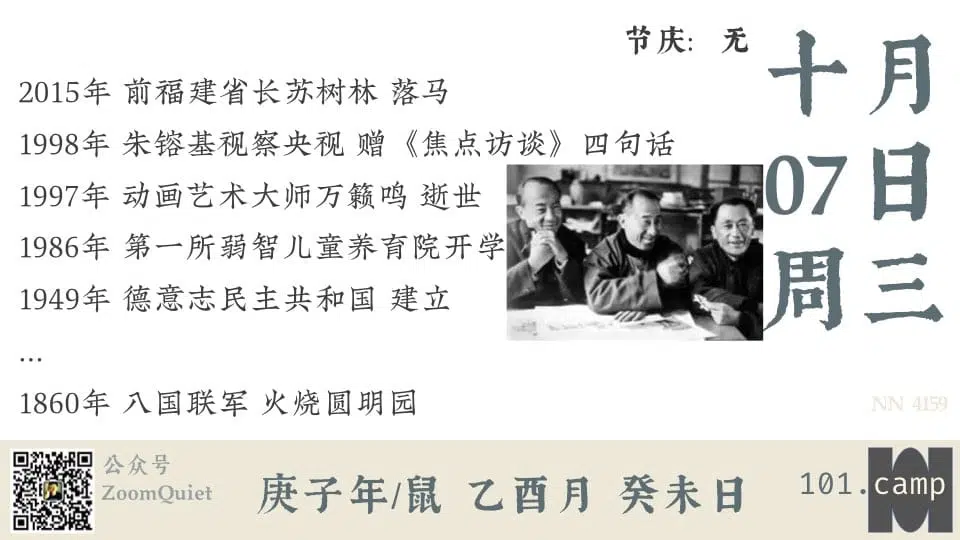 节庆: 无
十月
07日
周三
2015年 前福建省长苏树林 落马
1998年 朱镕基视察央视 赠《焦点访谈》四句话
1997年 动画艺术大师万籁鸣 逝世
1986年 第一所弱智儿童养育院开学
1949年 德意志民主共和国 建立
...
1860年 八国联军 火烧圆明园
NN 4159
公众号
ZoomQuiet
庚子年/鼠 乙酉月 癸未日
101.camp